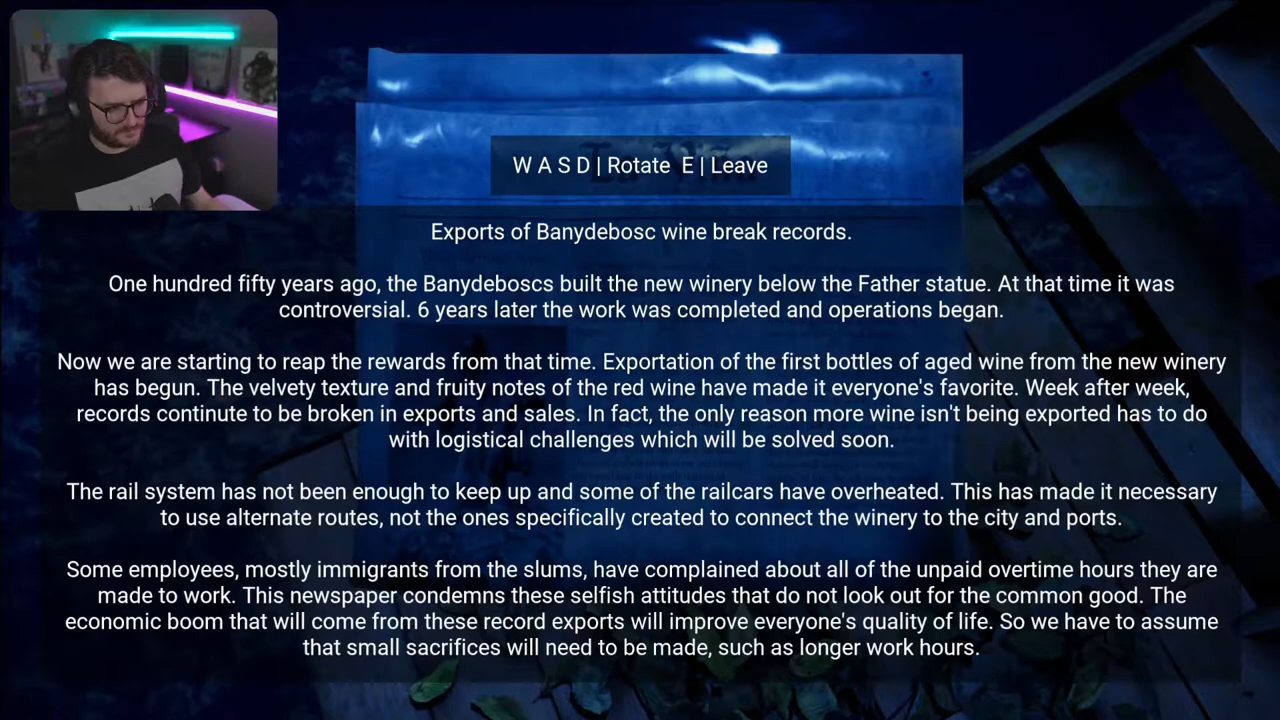 W A S D | Rotate E | Leave
Exports of Banydebosc wine break records.
One hundred fifty years ago, the Banydeboscs built the new winery below the Father statue. At that time it was
controversial. 6 years later the work was completed and operations began.
Now we are starting to reap the rewards from that time. Exportation of the first bottles of aged wine from the new winery
has begun. The velvety texture and fruity notes of the red wine have made it everyone's favorite. Week after week,
records continue to be broken in exports and sales. In fact, the only reason more wine isn't being exported has to do
with logistical challenges which will be solved soon.
The rail system has not been enough to keep up and some of the railcars have overheated. This has made it necessary
to use alternate routes, not the ones specifically created to connect the winery to the city and ports.
Some employees, mostly immigrants from the slums, have complained about all of the unpaid overtime hours they are
made to work. This newspaper condemns these selfish attitudes that do not look out for the common good. The
economic boom that will come from these record exports will improve everyone's quality of life. So we have to assume
that small sacrifices will need to be made, such as longer work hours.